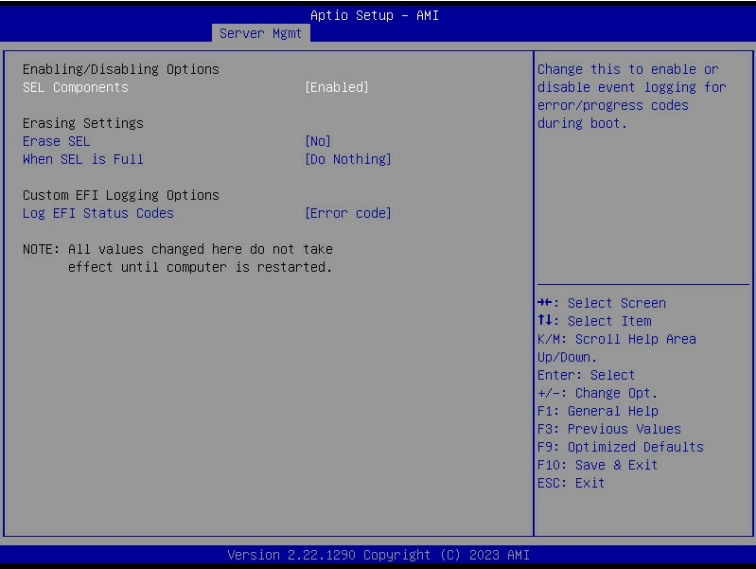 Aptio Setup – AMI
Server Mgmt
Enabling/Disabling Options
SEL Components [Enabled]
Erasing Settings
Erase SEL [No]
When SEL is Full [Do Nothing]
Custom EFI Logging Options
Log EFI Status Codes [Error code]
NOTE: All values changed here do not take
effect until computer is restarted.
Change this to enable or
disable event logging for
error/progress codes
during boot.
→←: Select Screen
↑↓: Select Item
K/M: Scroll Help Area
Up/Down.
Enter: Select
+/-: Change Opt.
F1: General Help
F3: Previous Values
F9: Optimized Defaults
F10: Save & Exit
ESC: Exit
Version 2.22.1290 Copyright (C) 2023 AMI